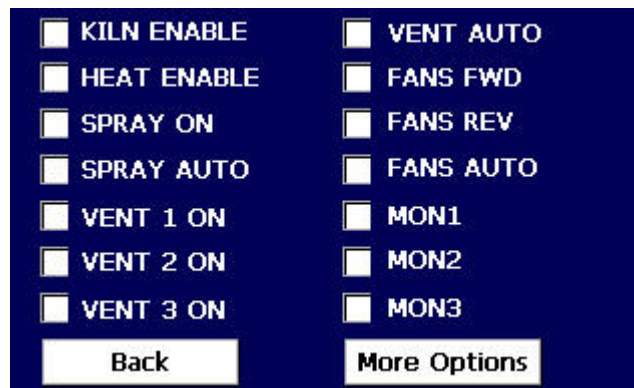 KILN ENABLE
HEAT ENABLE
SPRAY ON
SPRAY AUTO
VENT 1 ON
VENT 2 ON
VENT 3 ON
Back
VENT AUTO
FANS FWD
FANS REV
FANS AUTO
MON1
MON2
MON3
More Options